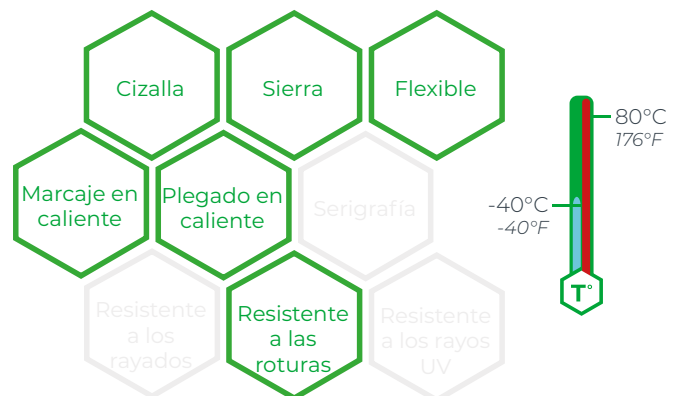 Cizalla
Sierra
Flexible
Marcaje en
caliente
Plegado en
caliente
Serigrafía
Resistente
a los
rayados
Resistente
a las
roturas
Resistente
a los rayos
UV
80°C
176°F
-40°C
-40°F
T°